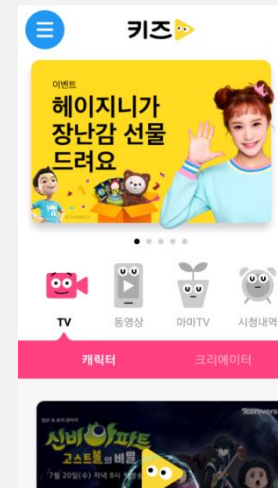 키즈
이벤트
헤이지니가
장난감 선물
드려요
TV
동영상
마마TV
시청내역
캐릭터
크리에이터
신비아파트
고스트볼의 비밀
7월 20일(수) 저녁 8시